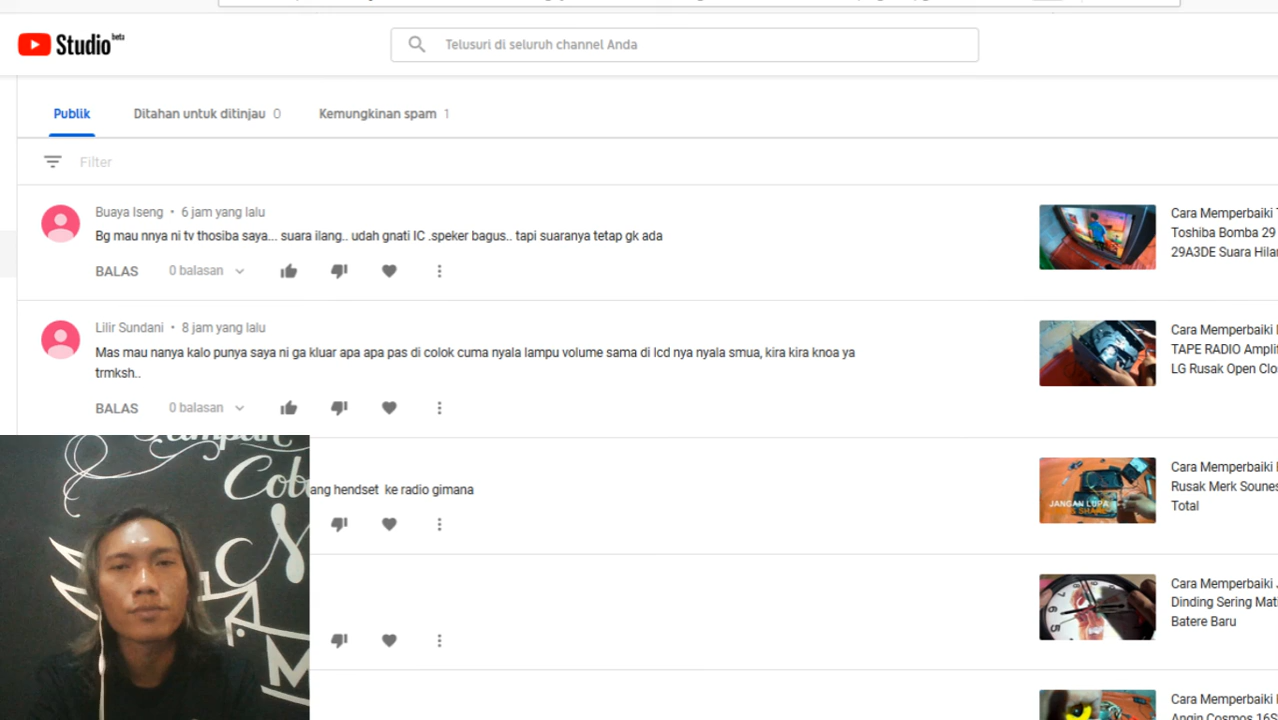 Studio beta
Telusuri di seluruh channel Anda
Publik
Ditahan untuk ditinjau 0
Kemungkinan spam 1
Filter
Buaya Iseng • 6 jam yang lalu
Bg mau nnya ni tv thosiba saya... suara ilang.. udah gnati IC .speker bagus.. tapi suaranya tetap gk ada
BALAS 0 balasan
Cara Memperbaiki
Toshiba Bomba 29
29A3DE Suara Hilan
Lilir Sundani • 8 jam yang lalu
Mas mau nanya kalo punya saya ni ga kluar apa apa pas di colok cuma nyala lampu volume sama di lcd nya nyala smua, kira kira knoa ya
trmksh..
BALAS 0 balasan
Cara Memperbaiki
TAPE RADIO Amplif
LG Rusak Open Clo
ang hendset ke radio gimana
JANGAN LUPA
& SHARE
Cara Memperbaiki
Rusak Merk Sounes
Total
Cara Memperbaiki
Dinding Sering Mati
Batere Baru
Cara Memperbaiki
Angin Cosmos 16S